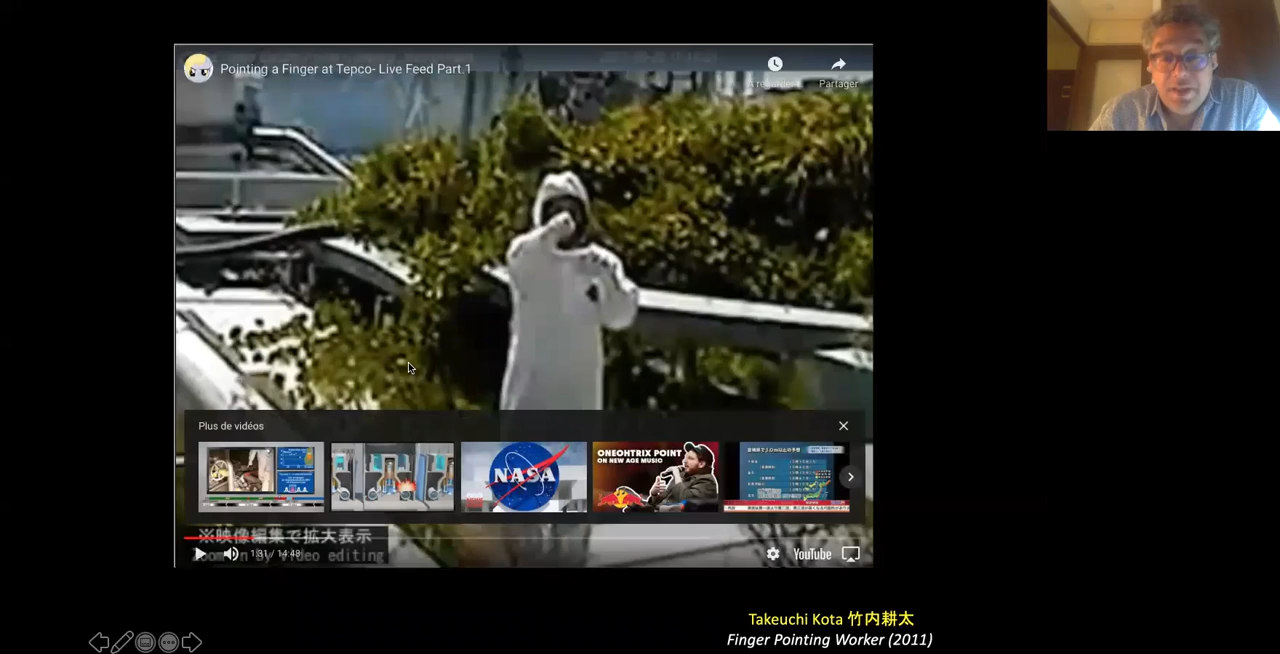 Pointing a Finger at Tepco- Live Feed Part.1
Partager
Plus de vidéos
NASA
ONEOHTRIX POINT
ON NEW AGE MUSIC
※映像編集で拡大表示
Zoom in by video editing
1:31 / 14:48
YouTube
Takeuchi Kota 竹内耕太
Finger Pointing Worker (2011)